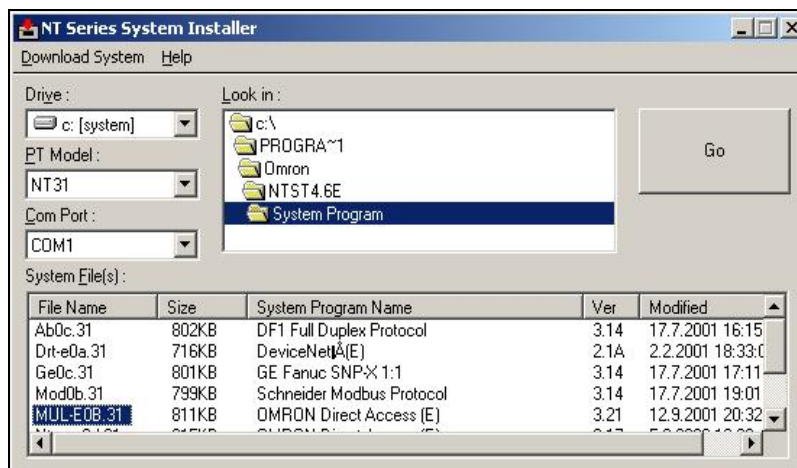 NT Series System Installer
Download System Help
Drive :
c: [system]
PT Model :
NT31
Com Port :
COM1
Look in :
c:\
PROGRA~1
Omron
NTST4.6E
System Program
Go
System File(s) :
File Name Size System Program Name Ver Modified
Ab0c.31 802KB DF1 Full Duplex Protocol 3.14 17.7.2001 16:15
Drt-e0a.31 716KB DeviceNet Å(E) 2.1A 2.2.2001 18:33:0
Ge0c.31 801KB GE Fanuc SNP-X 1:1 3.14 17.7.2001 17:11
Mod0b.31 799KB Schneider Modbus Protocol 3.14 17.7.2001 19:01
MUL-E0B.31 811KB OMRON Direct Access (E) 3.21 12.9.2001 20:32